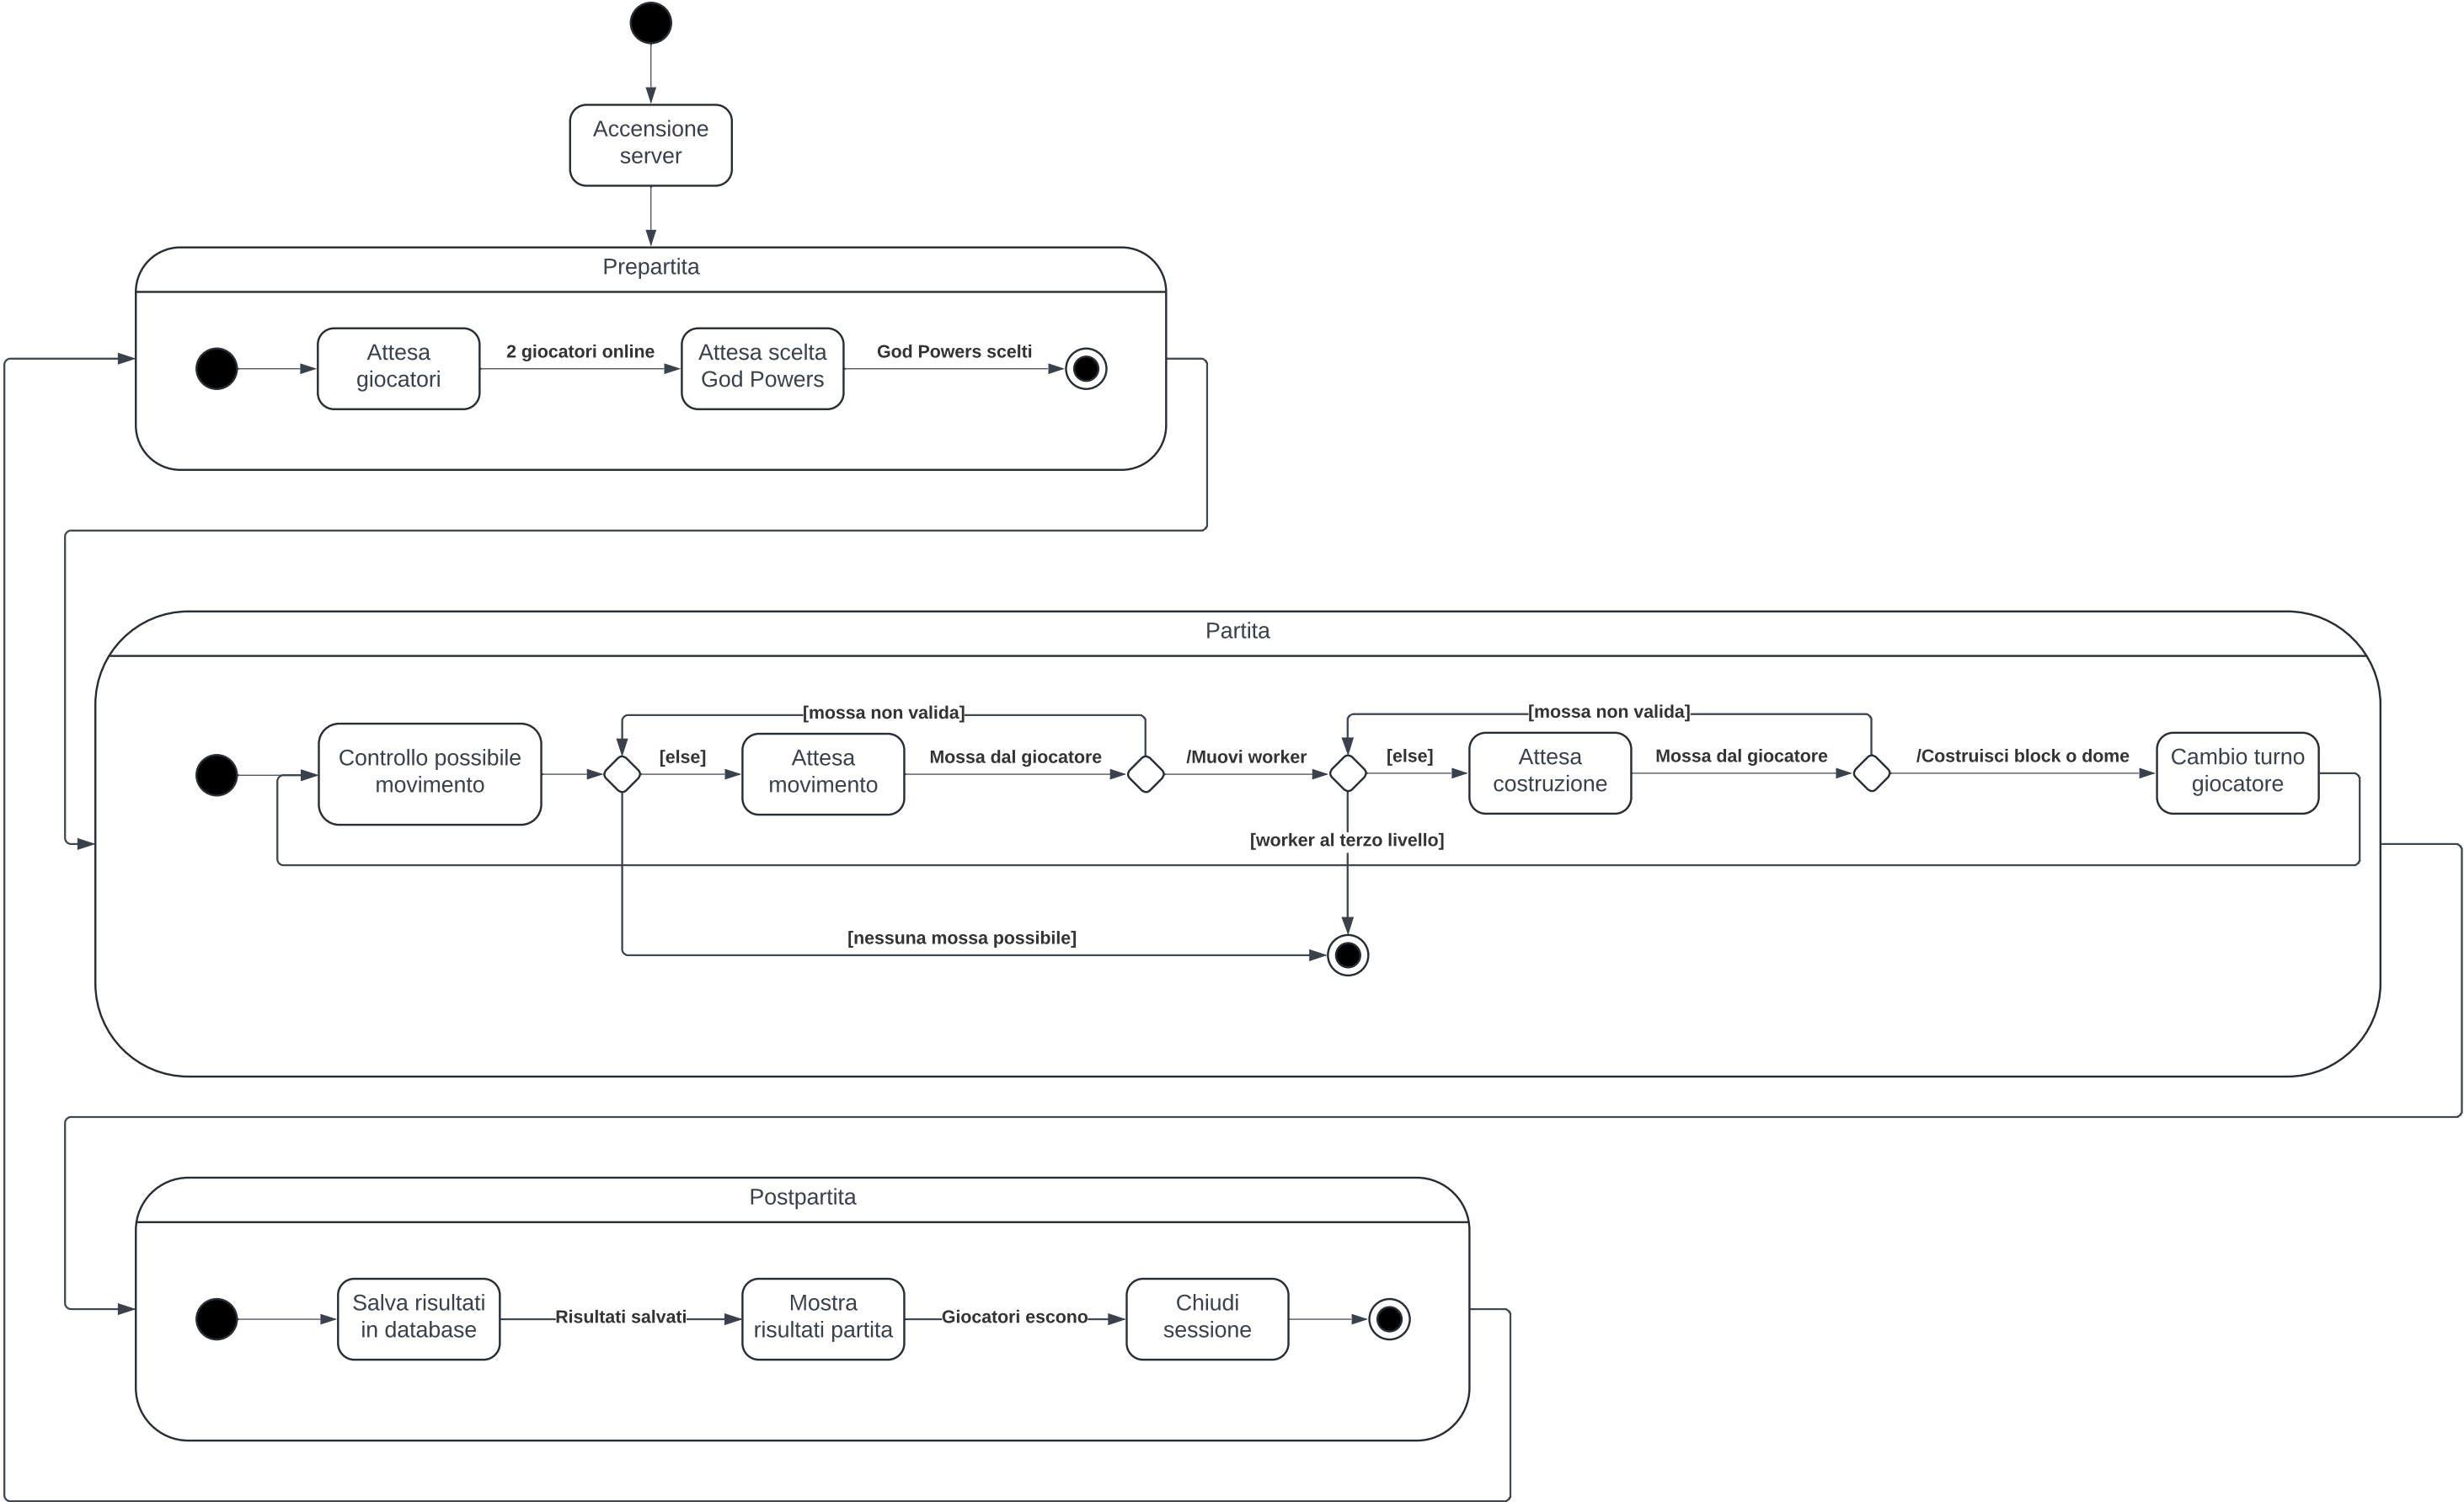 Accensione
server
Prepartita
Attesa
giocatori
2 giocatori online
Attesa scelta
God Powers
God Powers scelti
Partita
Controllo possibile
movimento
[mossa non valida]
[else]
Attesa
movimento
Mossa dal giocatore
/Muovi worker
[mossa non valida]
[else]
Attesa
costruzione
Mossa dal giocatore
/Costruisci block o dome
Cambio turno
giocatore
[worker al terzo livello]
[nessuna mossa possibile]
Postpartita
Salva risultati
in database
Risultati salvati
Mostra
risultati partita
Giocatori escono
Chiudi
sessione